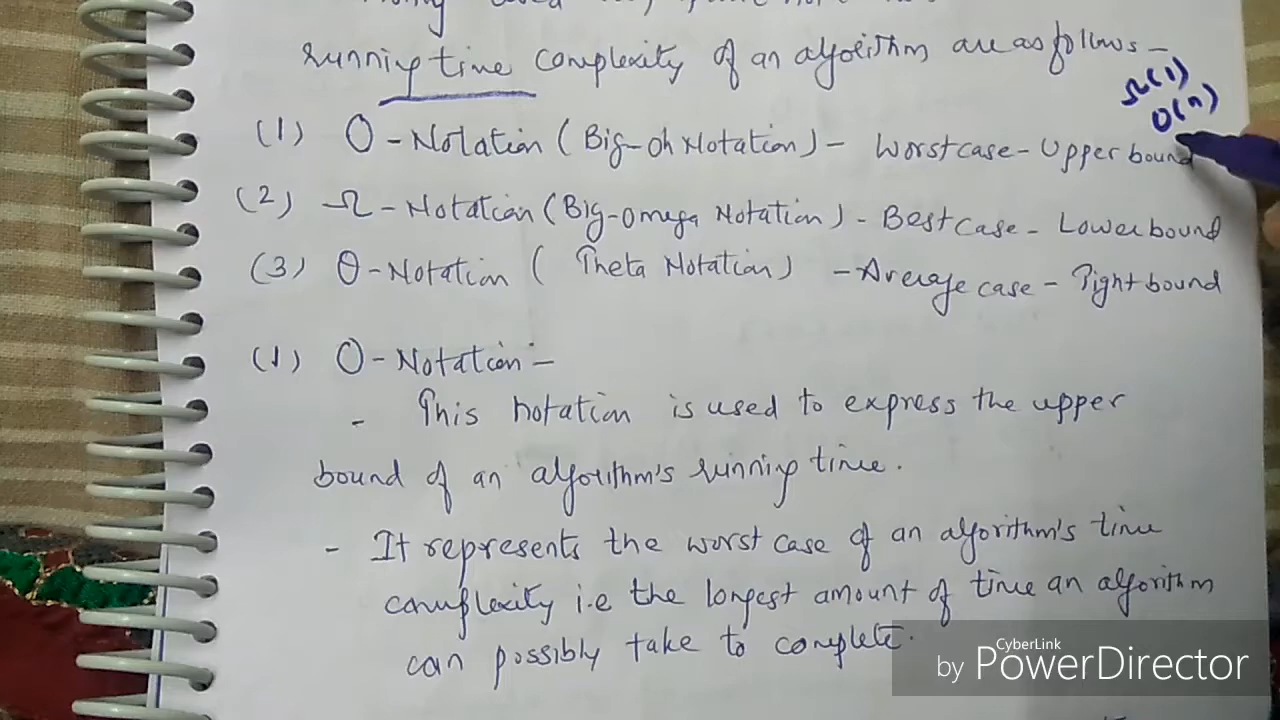 running time complexity of an algorithm are as follows -
Ω(1)
O(n)
(1) O - Notation (Big-Oh Notation) - Worst case - Upper bound
(2) Ω - Notation (Big-Omega Notation) - Best case - Lower bound
(3) Θ - Notation ( Theta Notation) - Average case - Tight bound
(1) O - Notation :-
- This notation is used to express the upper
bound of an algorithm's running time.
- It represents the worst case of an algorithm's time
complexity i.e the longest amount of time an algorithm
can possibly take to complete.
CyberLink
by PowerDirector